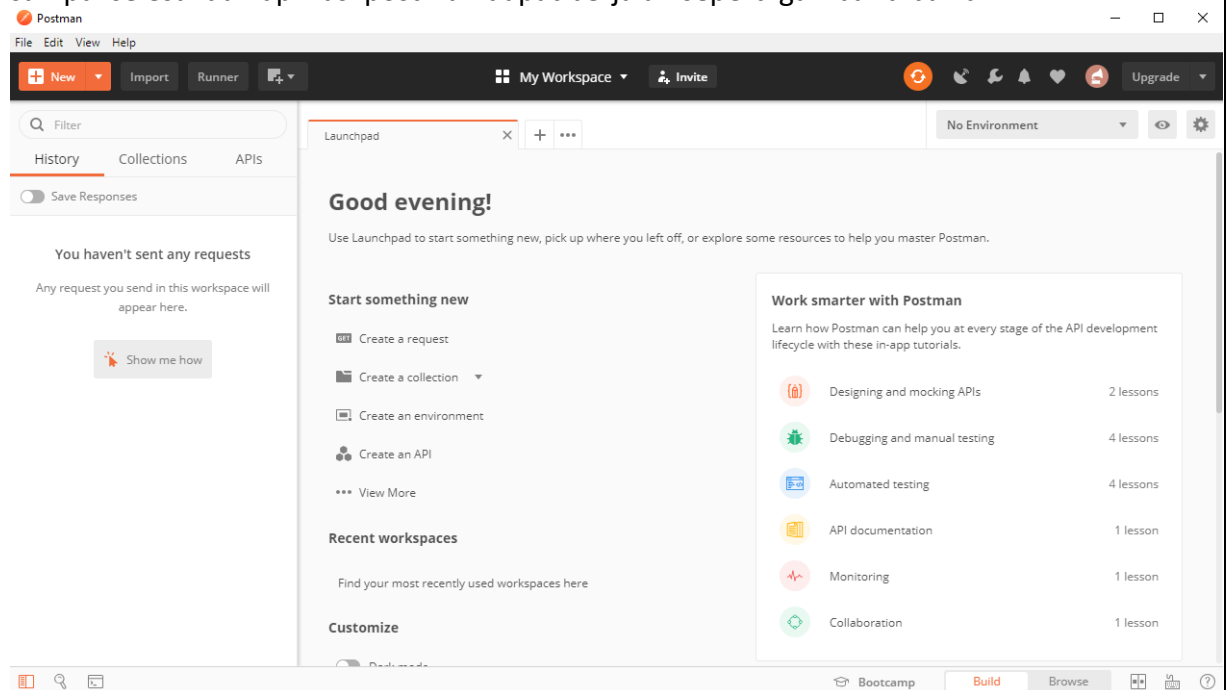 Postman
File Edit View Help
New Import Runner My Workspace Invite Upgrade
Filter
History Collections APIs
Save Responses
You haven't sent any requests
Any request you send in this workspace will
appear here.
Show me how
Launchpad
No Environment
Good evening!
Use Launchpad to start something new, pick up where you left off, or explore some resources to help you master Postman.
Start something new
GET Create a request
Create a collection
Create an environment
Create an API
View More
Recent workspaces
Find your most recently used workspaces here
Customize
Dark mode
Work smarter with Postman
Learn how Postman can help you at every stage of the API development
lifecycle with these in-app tutorials.
Designing and mocking APIs 2 lessons
Debugging and manual testing 4 lessons
Automated testing 4 lessons
API documentation 1 lesson
Monitoring 1 lesson
Collaboration 1 lesson
Bootcamp Build Browse